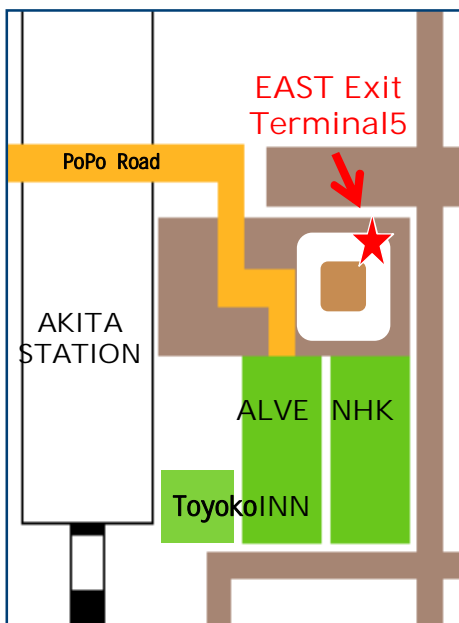 EAST Exit
Terminal5
PoPo Road
AKITA
STATION
ALVE
NHK
ToyokoINN